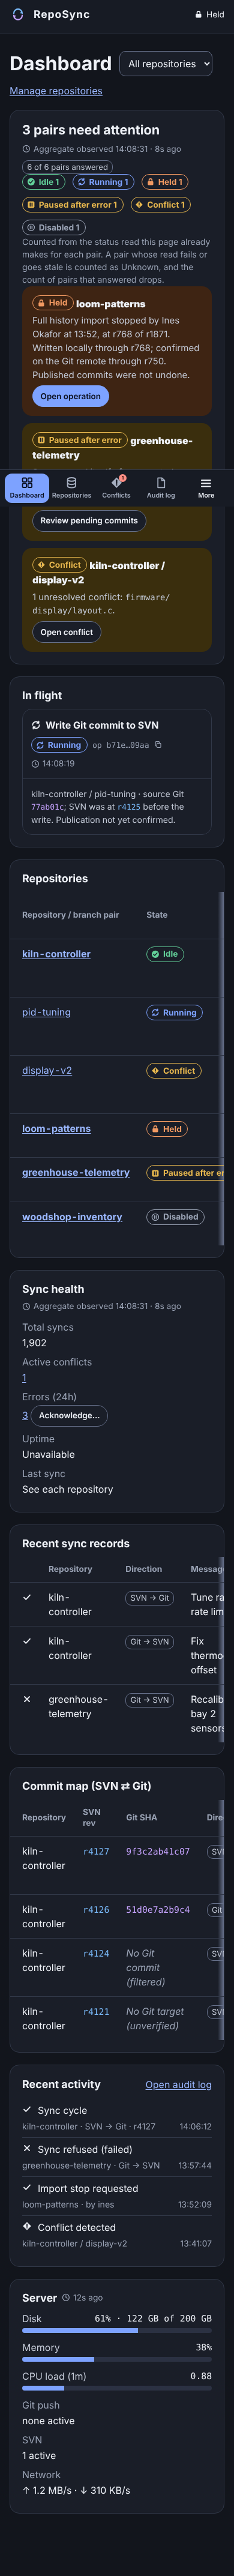 RepoSync
Held
Dashboard
All repositories
Manage repositories
3 pairs need attention
Aggregate observed 14:08:31 · 8s ago
6 of 6 pairs answered
Idle 1
Running 1
Held 1
Paused after error 1
Conflict 1
Disabled 1
Counted from the status read this page already
makes for each pair. A pair whose read fails or
goes stale is counted as Unknown, and the
count of pairs that answered drops.
Held loom-patterns
Full history import stopped by Ines
Okafor at 13:52, at r768 of r1871.
Written locally through r768; confirmed
on the Git remote through r750.
Published commits were not undone.
Open operation
Paused after error greenhouse-
telemetry
Dashboard
Repositories
1
Conflicts
Audit log
More
Review pending commits
Conflict kiln-controller /
display-v2
1 unresolved conflict: firmware/
display/layout.c.
Open conflict
In flight
Write Git commit to SVN
Running
op b71e…09aa
14:08:19
kiln-controller / pid-tuning · source Git
77ab01c; SVN was at r4125 before the
write. Publication not yet confirmed.
Repositories
Repository / branch pair
State
kiln-controller
Idle
pid-tuning
Running
display-v2
Conflict
loom-patterns
Held
greenhouse-telemetry
Paused after er
woodshop-inventory
Disabled
Sync health
Aggregate observed 14:08:31 · 8s ago
Total syncs
1,902
Active conflicts
1
Errors (24h)
3
Acknowledge…
Uptime
Unavailable
Last sync
See each repository
Recent sync records
Repository
Direction
Message
kiln-
controller
SVN → Git
Tune ra
rate lim
kiln-
controller
Git → SVN
Fix
thermo
offset
greenhouse-
telemetry
Git → SVN
Recalib
bay 2
sensors
Commit map (SVN ⇄ Git)
Repository
SVN
rev
Git SHA
Dire
kiln-
controller
r4127
9f3c2ab41c07
SV
kiln-
controller
r4126
51d0e7a2b9c4
Git
kiln-
controller
r4124
No Git
commit
(filtered)
SV
kiln-
controller
r4121
No Git target
(unverified)
SV
Recent activity
Open audit log
Sync cycle
kiln-controller · SVN → Git · r4127
14:06:12
Sync refused (failed)
greenhouse-telemetry · Git → SVN
13:57:44
Import stop requested
loom-patterns · by ines
13:52:09
Conflict detected
kiln-controller / display-v2
13:41:07
Server
12s ago
Disk
61% · 122 GB of 200 GB
Memory
38%
CPU load (1m)
0.88
Git push
none active
SVN
1 active
Network
↑ 1.2 MB/s · ↓ 310 KB/s